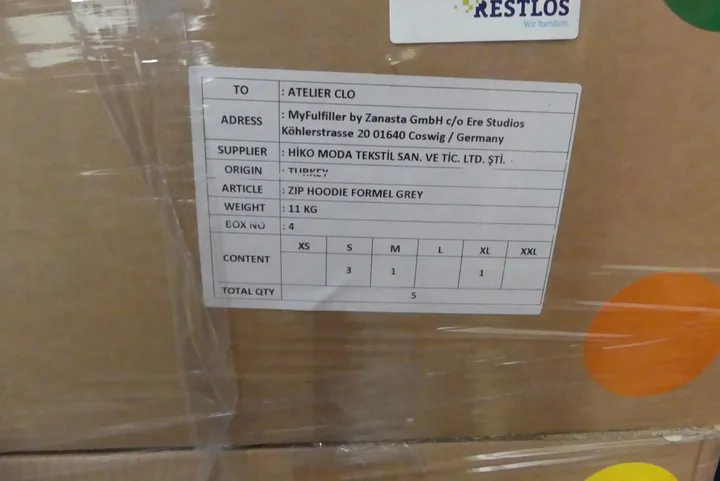 RESTLOS
Wir handeln.
TO : ATELIER CLO
ADRESS : MyFulfiller by Zanasta GmbH c/o Ere Studios
Köhlerstrasse 20 01640 Coswig / Germany
SUPPLIER : HİKO MODA TEKSTİL SAN. VE TİC. LTD. ŞTİ.
ORIGIN : TURKEY
ARTICLE : ZIP HOODIE FORMEL GREY
WEIGHT : 11 KG
BOX NO : 4
CONTENT XS S M L XL XXL
3 1 1
TOTAL QTY 5